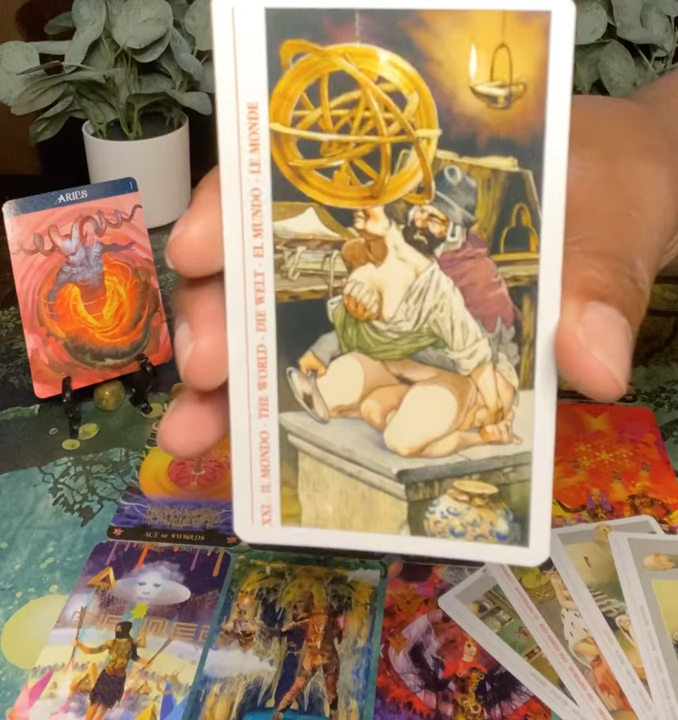 ARIES I
XXI - IL MONDO - THE WORLD - DIE WELT - EL MUNDO - LE MONDE
ACE OF SWORDS